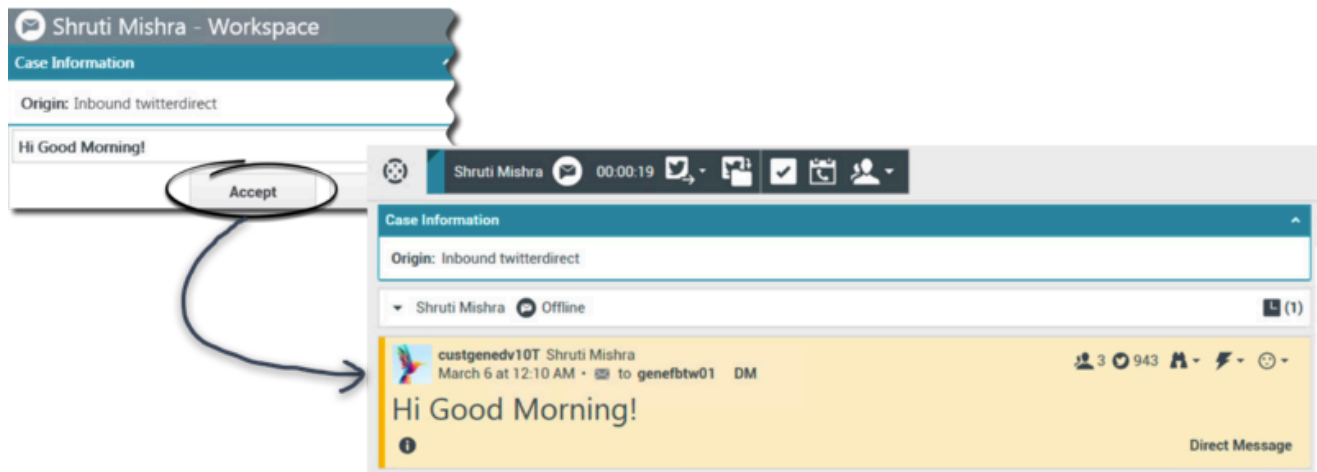 Shruti Mishra - Workspace
Case Information
Origin: Inbound twitterdirect
Hi Good Morning!
Accept
Shruti Mishra 00:00:19
Case Information
Origin: Inbound twitterdirect
Shruti Mishra Offline (1)
custgenedv10T Shruti Mishra 3 943
March 6 at 12:10 AM • to genefbtw01 DM
Hi Good Morning!
Direct Message